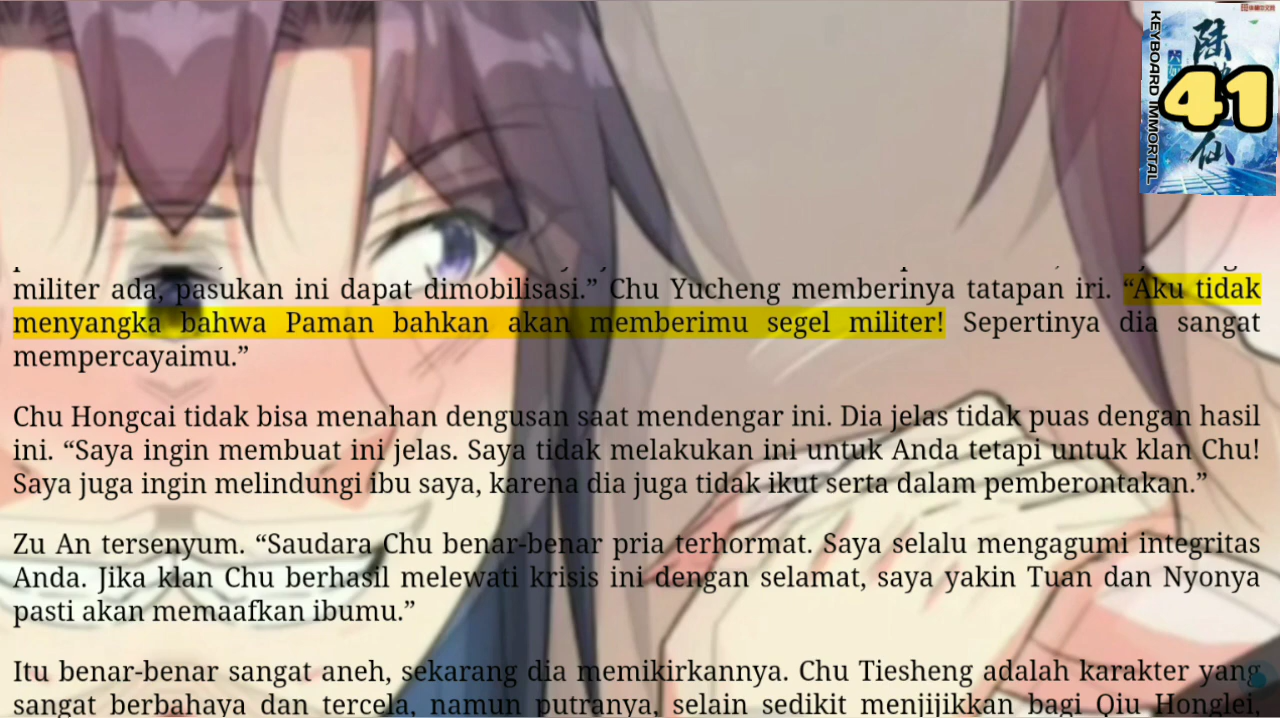 KEYBOARD IMMORTAL
41
仙
militer ada, pasukan ini dapat dimobilisasi.” Chu Yucheng memberinya tatapan iri. “Aku tidak
menyangka bahwa Paman bahkan akan memberimu segel militer! Sepertinya dia sangat
mempercayaimu.”
Chu Hongcai tidak bisa menahan dengusan saat mendengar ini. Dia jelas tidak puas dengan hasil
ini. “Saya ingin membuat ini jelas. Saya tidak melakukan ini untuk Anda tetapi untuk klan Chu!
Saya juga ingin melindungi ibu saya, karena dia juga tidak ikut serta dalam pemberontakan.”
Zu An tersenyum. “Saudara Chu benar-benar pria terhormat. Saya selalu mengagumi integritas
Anda. Jika klan Chu berhasil melewati krisis ini dengan selamat, saya yakin Tuan dan Nyonya
pasti akan memaafkan ibumu.”
Itu benar-benar sangat aneh, sekarang dia memikirkannya. Chu Tiesheng adalah karakter yang
sangat berbahaya dan tercela, namun putranya, selain sedikit menjijikkan bagi Qiu Honglei,